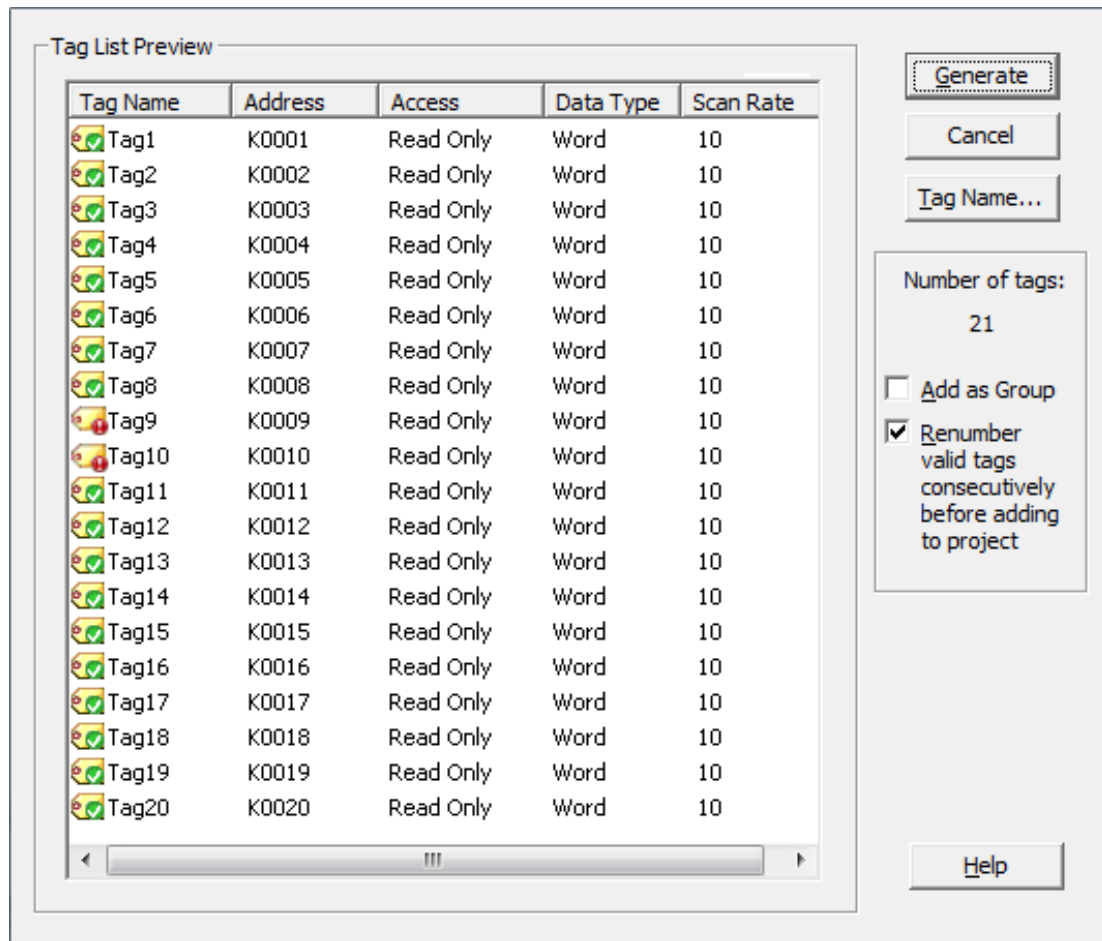 Tag List Preview
Tag Name Address Access Data Type Scan Rate
Tag1 K0001 Read Only Word 10
Tag2 K0002 Read Only Word 10
Tag3 K0003 Read Only Word 10
Tag4 K0004 Read Only Word 10
Tag5 K0005 Read Only Word 10
Tag6 K0006 Read Only Word 10
Tag7 K0007 Read Only Word 10
Tag8 K0008 Read Only Word 10
Tag9 K0009 Read Only Word 10
Tag10 K0010 Read Only Word 10
Tag11 K0011 Read Only Word 10
Tag12 K0012 Read Only Word 10
Tag13 K0013 Read Only Word 10
Tag14 K0014 Read Only Word 10
Tag15 K0015 Read Only Word 10
Tag16 K0016 Read Only Word 10
Tag17 K0017 Read Only Word 10
Tag18 K0018 Read Only Word 10
Tag19 K0019 Read Only Word 10
Tag20 K0020 Read Only Word 10
Generate
Cancel
Tag Name...
Number of tags:
21
Add as Group
Renumber
valid tags
consecutively
before adding
to project
Help